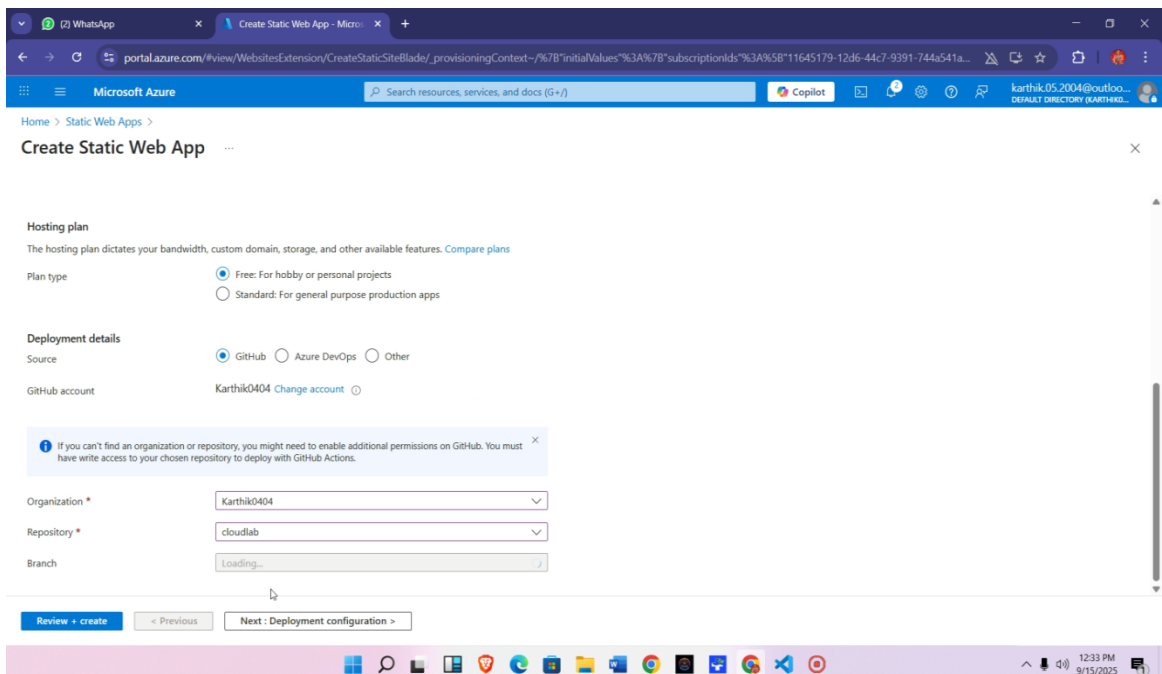 2 (2) WhatsApp
Create Static Web App - Micro
portal.azure.com/#view/WebsitesExtension/CreateStaticSiteBlade/_provisioningContext~/%7B"initialValues"%3A%7B"subscriptionIds"%3A%5B"11645179-12d6-44c7-9391-744a541a...
Microsoft Azure
Search resources, services, and docs (G+/)
Copilot
2
karthik.05.2004@outloo...
DEFAULT DIRECTORY (KARTHIK0...
Home > Static Web Apps >
Create Static Web App ...
Hosting plan
The hosting plan dictates your bandwidth, custom domain, storage, and other available features. Compare plans
Plan type
Free: For hobby or personal projects
Standard: For general purpose production apps
Deployment details
Source
GitHub Azure DevOps Other
GitHub account
Karthik0404 Change account
If you can't find an organization or repository, you might need to enable additional permissions on GitHub. You must
have write access to your chosen repository to deploy with GitHub Actions.
Organization *
Karthik0404
Repository *
cloudlab
Branch
Loading...
Review + create
< Previous
Next : Deployment configuration >
12:33 PM
9/15/2025